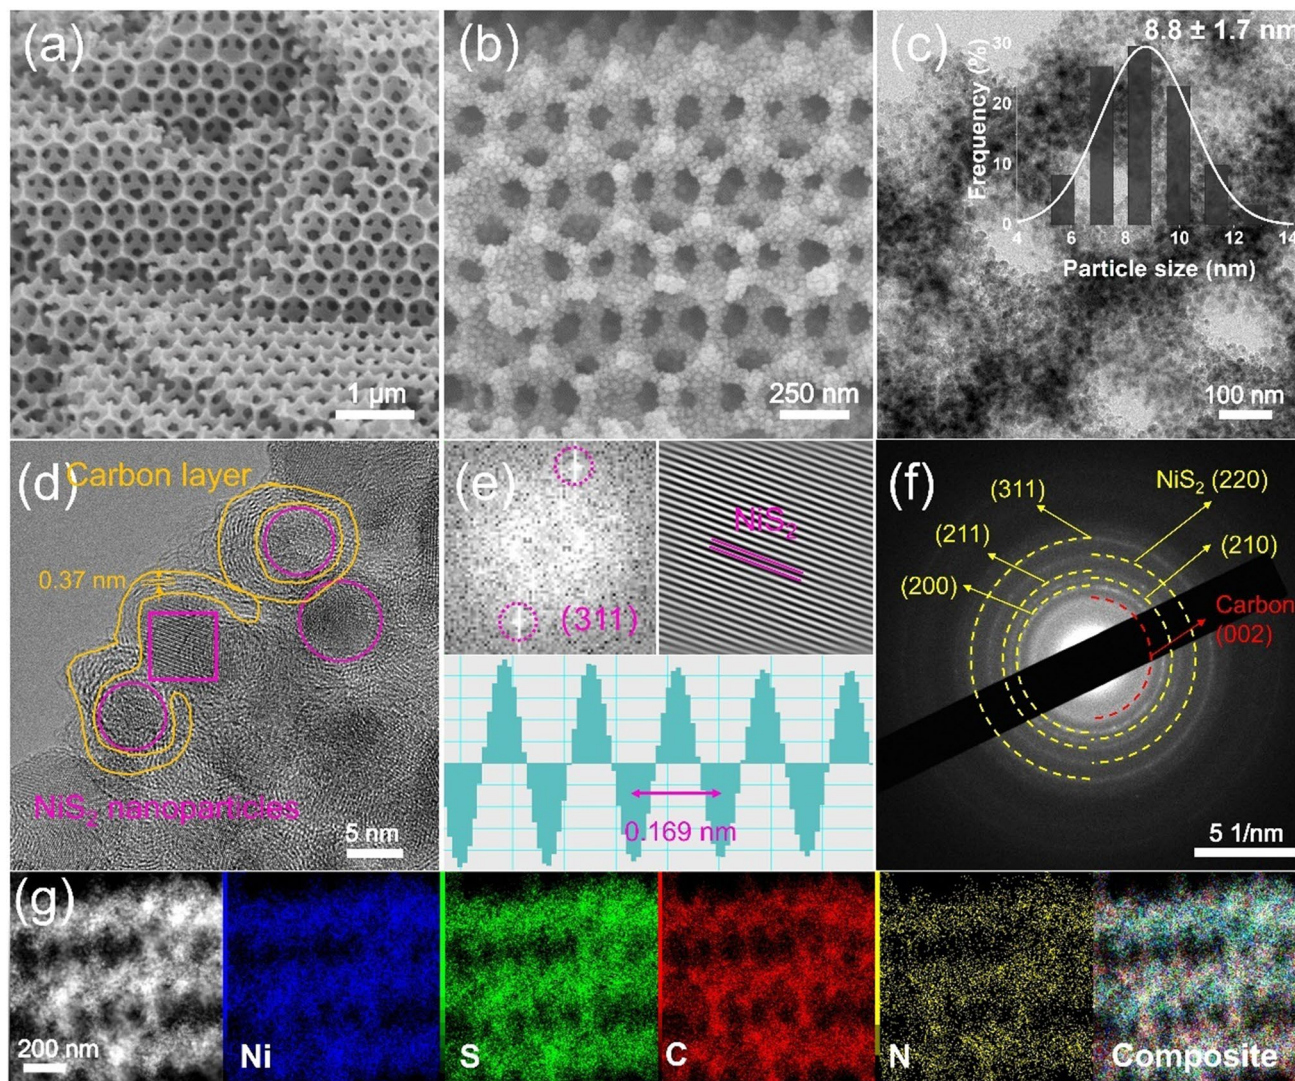 (a)
1 μm
(b)
250 nm
(c)
8.8 ± 1.7 nm
Frequency (%)
30
20
10
0
4 6 8 10 12 14
Particle size (nm)
100 nm
(d)
Carbon layer
0.37 nm
NiS₂ nanoparticles
5 nm
(e)
(311)
NiS₂
0.169 nm
(f)
(311)
NiS₂ (220)
(211)
(210)
(200)
Carbon
(002)
5 1/nm
(g)
200 nm
Ni
S
C
N
Composite